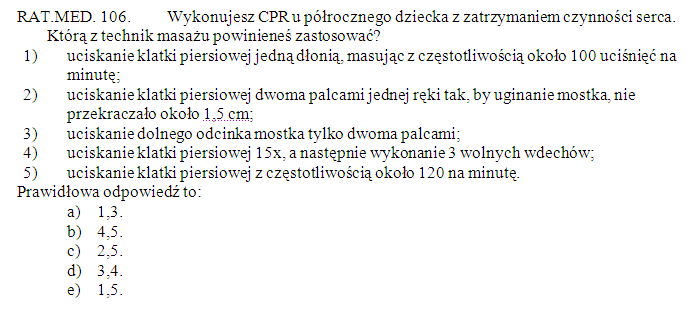 RAT.MED. 106. Wykonujesz CPR u półrocznego dziecka z zatrzymaniem czynności serca.
Którą z technik masażu powinieneś zastosować?
1) uciskanie klatki piersiowej jedną dłonią, masując z częstotliwością około 100 uciśnięć na
minutę;
2) uciskanie klatki piersiowej dwoma palcami jednej ręki tak, by uginanie mostka, nie
przekraczało około 1,5 cm;
3) uciskanie dolnego odcinka mostka tylko dwoma palcami;
4) uciskanie klatki piersiowej 15x, a następnie wykonanie 3 wolnych wdechów;
5) uciskanie klatki piersiowej z częstotliwością około 120 na minutę.
Prawidłowa odpowiedź to:
a) 1,3.
b) 4,5.
c) 2,5.
d) 3,4.
e) 1,5.